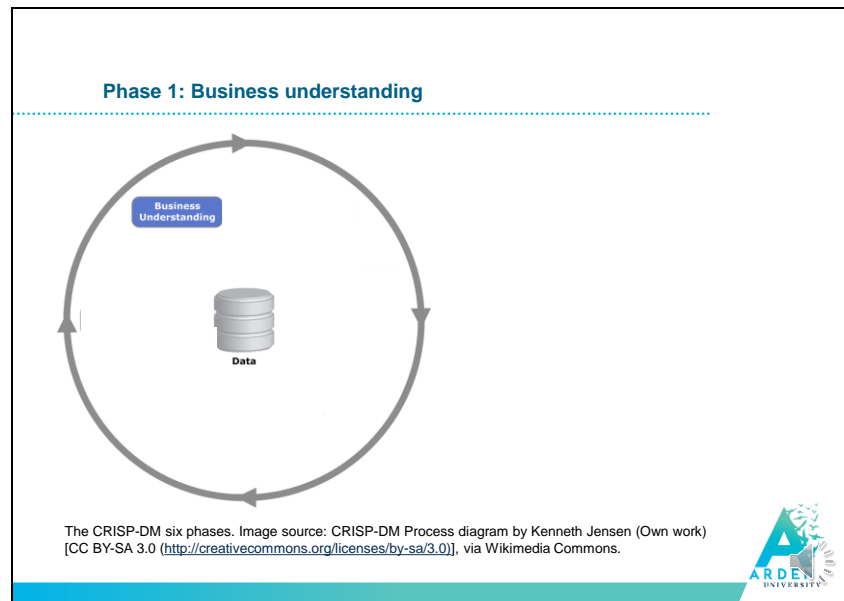 Phase 1: Business understanding
Business
Understanding
Data
The CRISP-DM six phases. Image source: CRISP-DM Process diagram by Kenneth Jensen (Own work)
[CC BY-SA 3.0 (http://creativecommons.org/licenses/by-sa/3.0)], via Wikimedia Commons.
UNIVERSITY